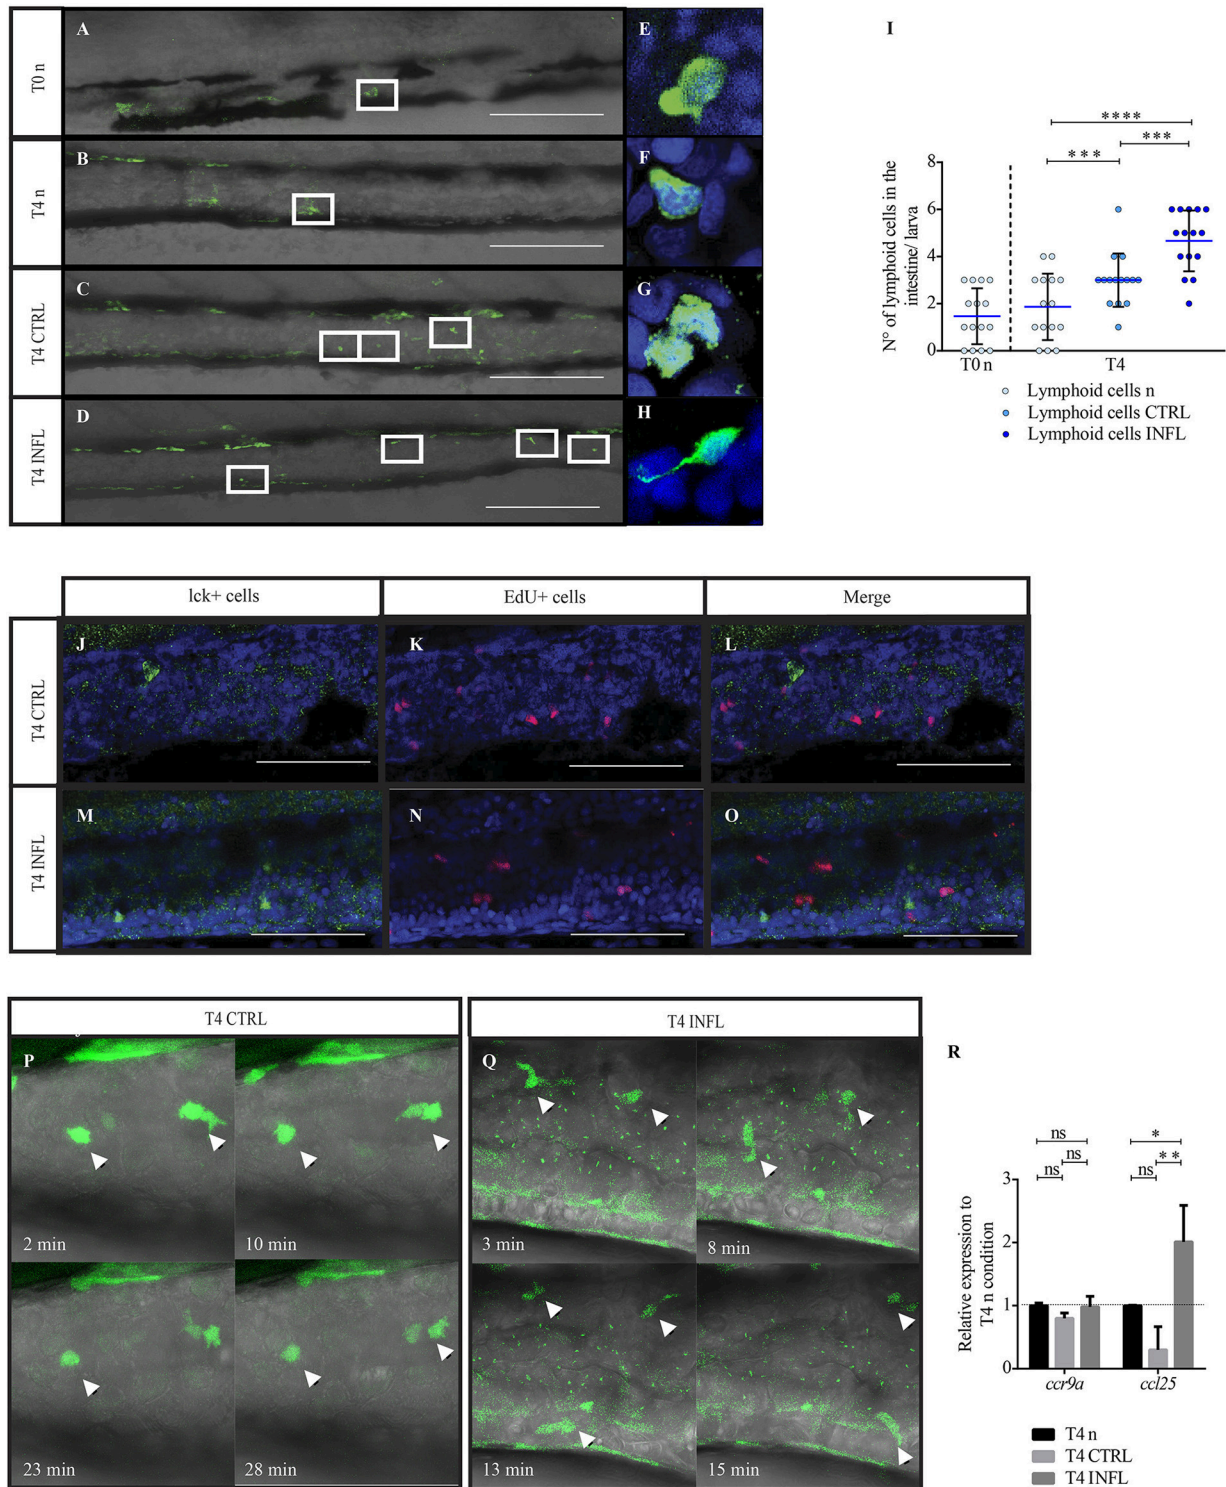 A
E
I
T0 n
B
F
T4 n
C
G
T4 CTRL
D
H
T4 INFL
****
***
***
N° of lymphoid cells in the
intestine/ larva
8
6
4
2
0
T0 n
T4
Lymphoid cells n
Lymphoid cells CTRL
Lymphoid cells INFL
lck+ cells
EdU+ cells
Merge
T4 CTRL
J
K
L
T4 INFL
M
N
O
T4 CTRL
P
2 min
10 min
23 min
28 min
T4 INFL
Q
3 min
8 min
13 min
15 min
R
ns
*
ns
ns
ns
**
Relative expression to
T4 n condition
3
2
1
0
ccr9a
ccl25
T4 n
T4 CTRL
T4 INFL